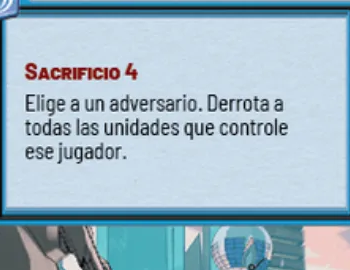 Sacrificio 4
Elige a un adversario. Derrota a
todas las unidades que controle
ese jugador.